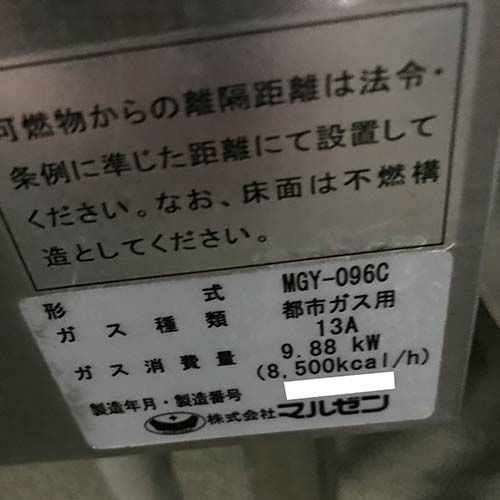 可燃物からの離隔距離は法令・
条例に準じた距離にて設置して
ください。なお、床面は不燃構
造としてください。
形式 MGY-096C
ガス種類 都市ガス用
13A
ガス消費量 9.88 kW
(8,500kcal/h)
製造年月・製造番号
株式会社マルゼン